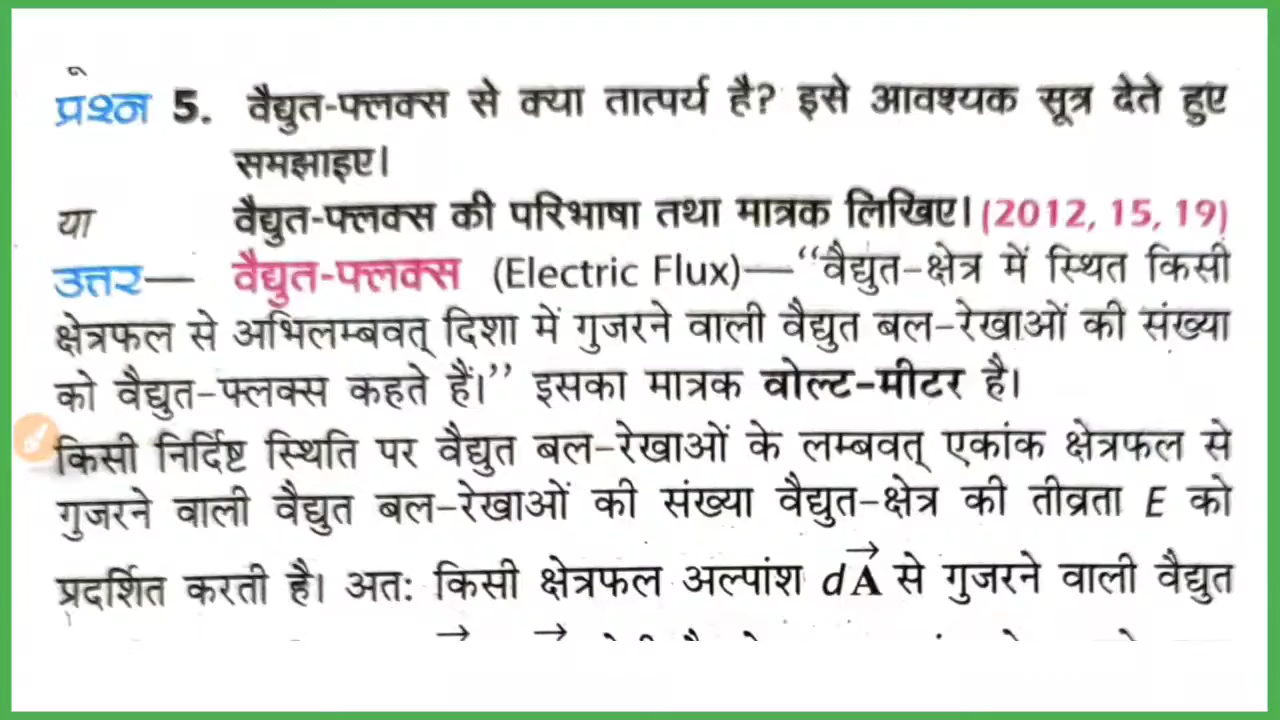 प्रश्न 5. वैद्युत-फ्लक्स से क्या तात्पर्य है? इसे आवश्यक सूत्र देते हुए
समझाइए।
या वैद्युत-फ्लक्स की परिभाषा तथा मात्रक लिखिए। (2012, 15, 19)
उत्तर— वैद्युत-फ्लक्स (Electric Flux)—“वैद्युत-क्षेत्र में स्थित किसी
क्षेत्रफल से अभिलम्बवत् दिशा में गुजरने वाली वैद्युत बल-रेखाओं की संख्या
को वैद्युत-फ्लक्स कहते हैं।” इसका मात्रक वोल्ट-मीटर है।
किसी निर्दिष्ट स्थिति पर वैद्युत बल-रेखाओं के लम्बवत् एकांक क्षेत्रफल से
गुजरने वाली वैद्युत बल-रेखाओं की संख्या वैद्युत-क्षेत्र की तीव्रता E को
प्रदर्शित करती है। अतः किसी क्षेत्रफल अल्पांश dA⃗ से गुजरने वाली वैद्युत